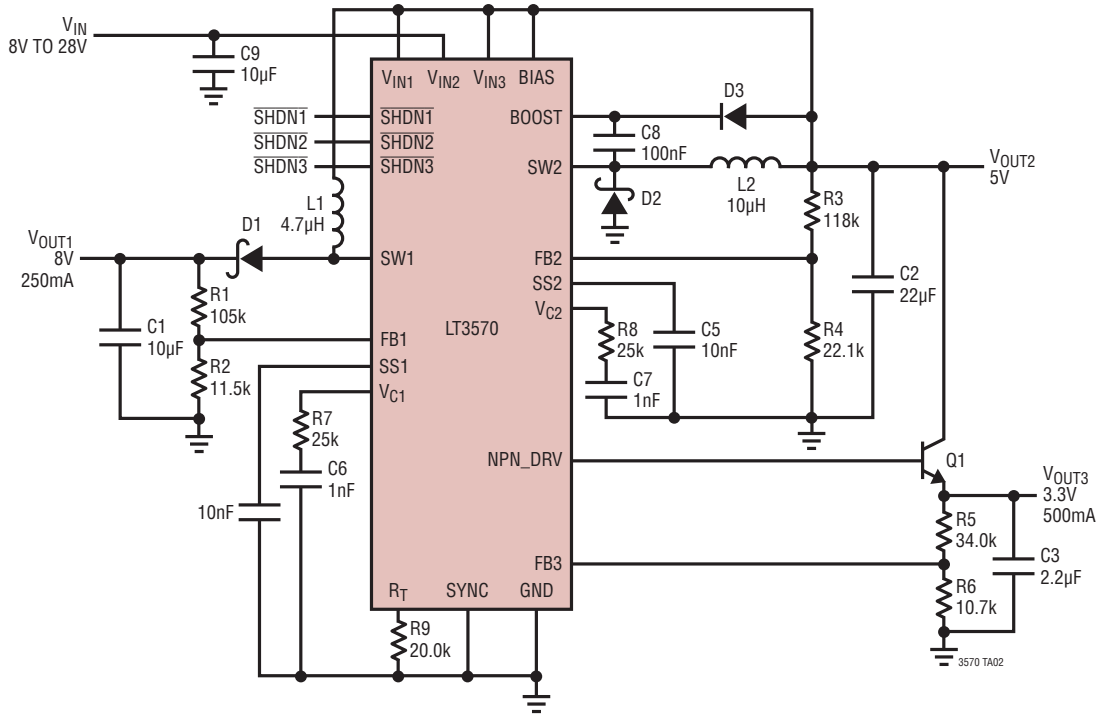 VIN
8V TO 28V
C9
10µF
VIN1 VIN2 VIN3 BIAS
SHDN1 SHDN1
SHDN2 SHDN2
SHDN3 SHDN3
BOOST
D3
C8
100nF
SW2
L2
10µH
VOUT2
5V
D2
R3
118k
L1
4.7µH
D1
VOUT1
8V
250mA
SW1
FB2
SS2
VC2
C2
22µF
R1
105k
C1
10µF
LT3570
R8
25k
C5
10nF
R4
22.1k
FB1
R2
11.5k
SS1
C7
1nF
VC1
R7
25k
C6
1nF
10nF
NPN_DRV
Q1
VOUT3
3.3V
500mA
R5
34.0k
FB3
C3
2.2µF
R6
10.7k
RT SYNC GND
R9
20.0k
3570 TA02